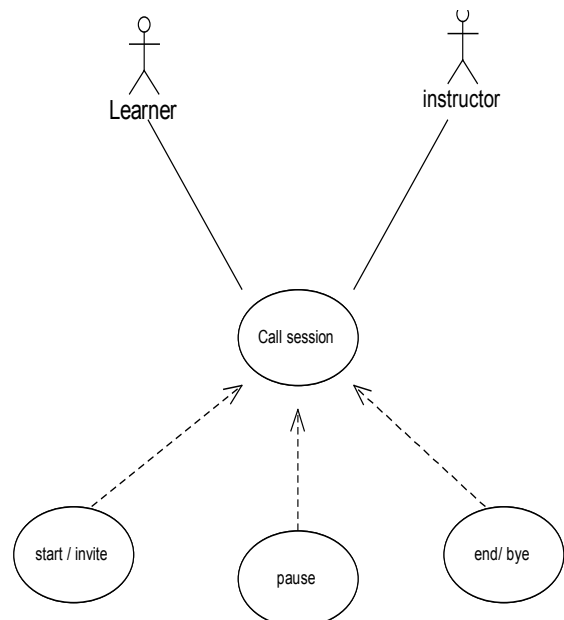 Learner
instructor
Call session
start / invite
pause
end/ bye